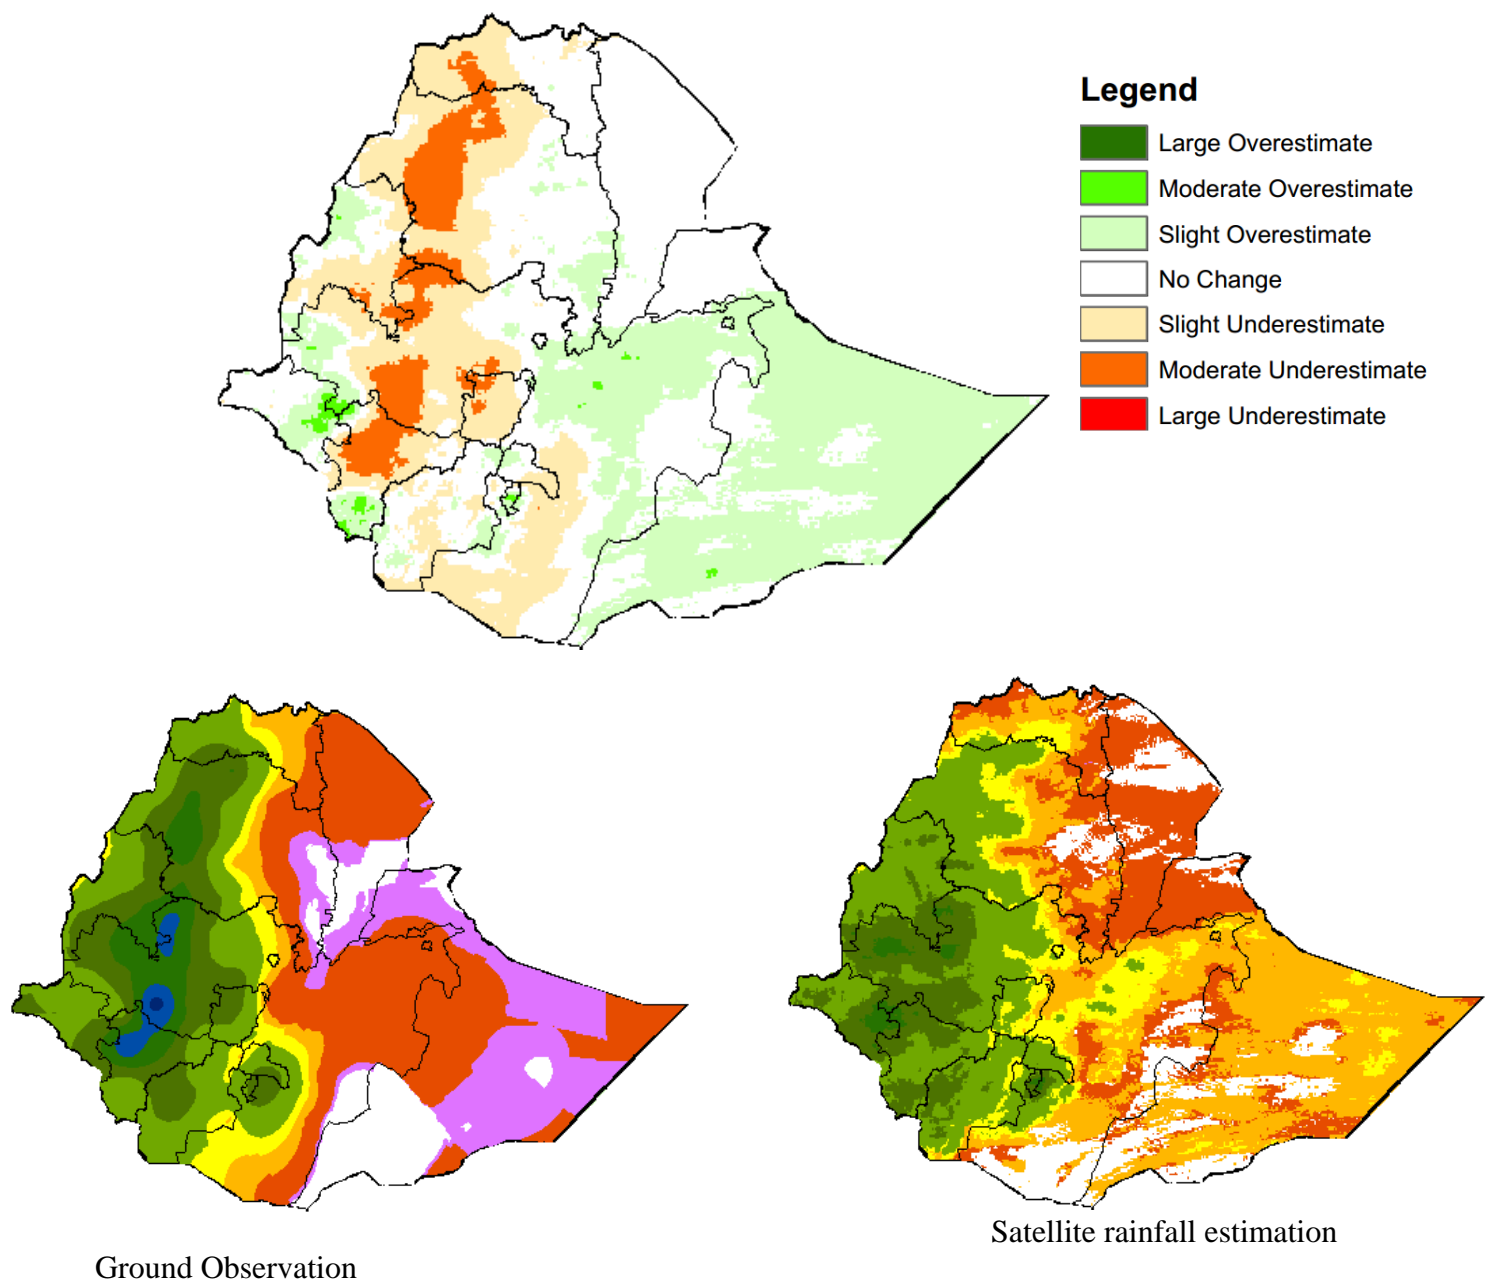 Legend
Large Overestimate
Moderate Overestimate
Slight Overestimate
No Change
Slight Underestimate
Moderate Underestimate
Large Underestimate
Satellite rainfall estimation
Ground Observation